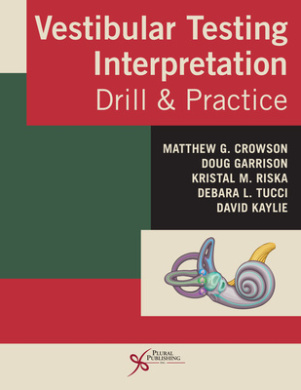 Vestibular Testing
Interpretation
Drill & Practice
MATTHEW G. CROWSON
DOUG GARRISON
KRISTAL M. RISKA
DEBARA L. TUCCI
DAVID KAYLIE
PLURAL
PUBLISHING